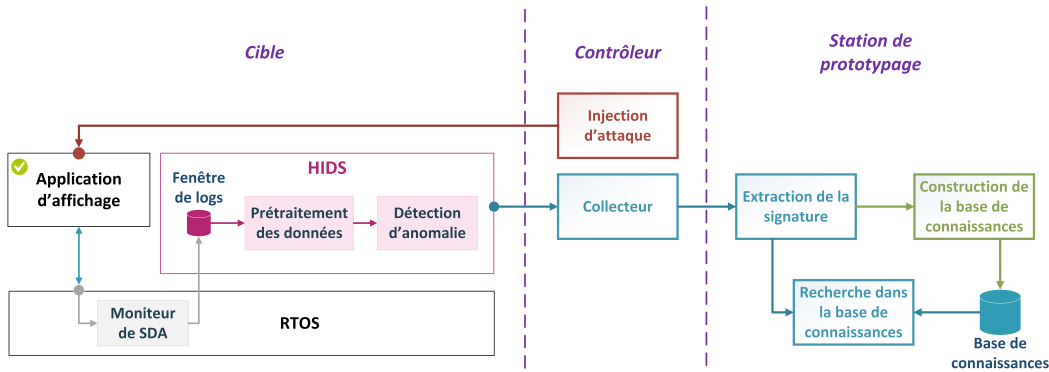 Cible
Contrôleur
Station de
prototypage
Injection
d'attaque
Application
d'affichage
HIDS
Fenêtre
de logs
Prétraitement
des données
Détection
d'anomalie
Collecteur
Extraction de la
signature
Construction de
la base de
connaissances
Moniteur
de SDA
RTOS
Recherche dans
la base de
connaissances
Base de
connaissances